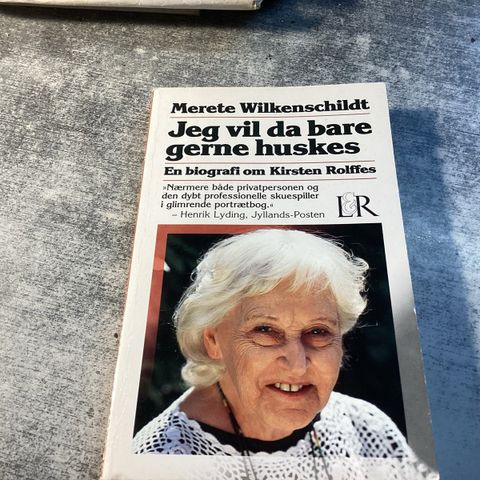 Merete Wilkenschildt
Jeg vil da bare
gerne huskes
En biografi om Kirsten Rolffes
»Nærmere både privatpersonen og
den dybt professionelle skuespiller
i glimrende portrætbog.«
– Henrik Lyding, Jyllands-Posten
L&R